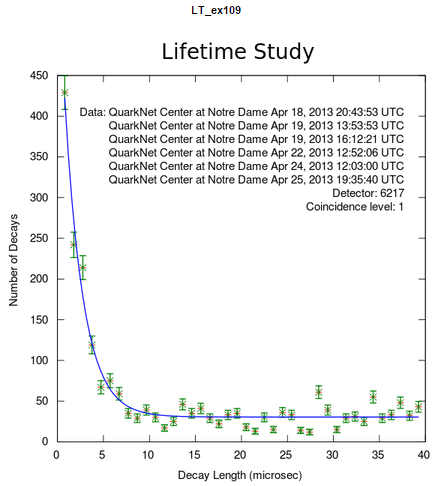 LT_ex109
Lifetime Study
Data: QuarkNet Center at Notre Dame Apr 18, 2013 20:43:53 UTC
QuarkNet Center at Notre Dame Apr 19, 2013 13:53:53 UTC
QuarkNet Center at Notre Dame Apr 19, 2013 16:12:21 UTC
QuarkNet Center at Notre Dame Apr 22, 2013 12:52:06 UTC
QuarkNet Center at Notre Dame Apr 24, 2013 12:03:00 UTC
QuarkNet Center at Notre Dame Apr 25, 2013 19:35:40 UTC
Detector: 6217
Coincidence level: 1
Number of Decays
450
400
350
300
250
200
150
100
50
0
0 5 10 15 20 25 30 35 40
Decay Length (microsec)